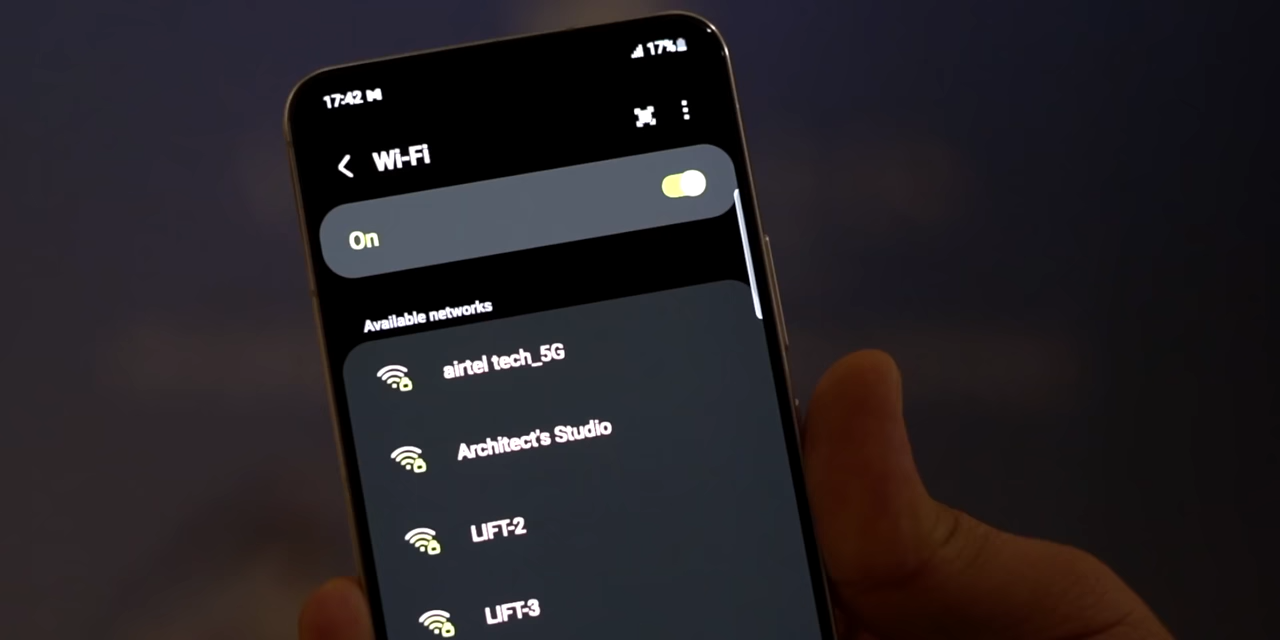 17:42
17%
Wi-Fi
On
Available networks
airtel tech_5G
Architect's Studio
LIFT-2
LIFT-3